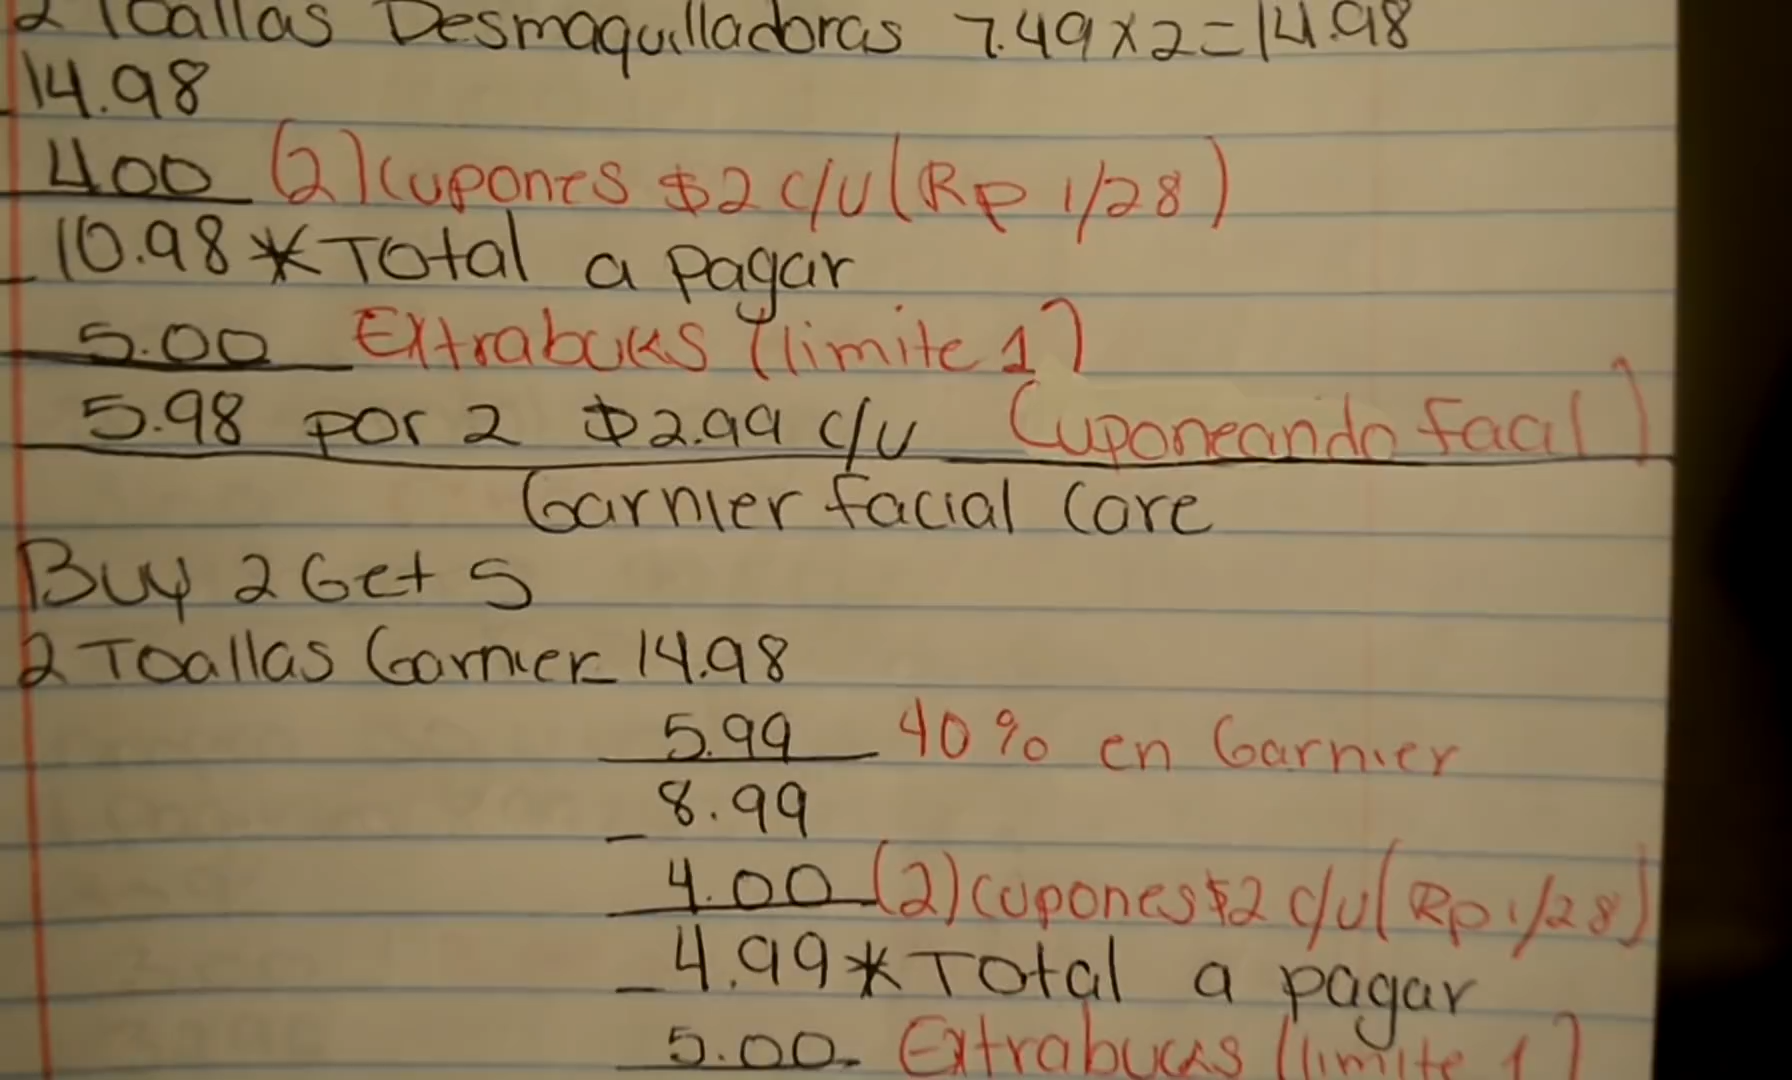 2 Toallas Desmaquilladoras 7.49 x 2 = 14.98
14.98
400 (2) Cupones $2 c/u (Rp 1/28)
10.98 * Total a pagar
5.00 Extrabucks (limite 1)
5.98 por 2 $2.99 c/u (Cuponeando Facil)
Garnier Facial Care
Buy 2 Get 5
2 Toallas Garnier 14.98
5.99 40% en Garnier
8.99
4.00 (2) cupones $2 c/u (Rp 1/28)
4.99 * Total a pagar
5.00 Extrabucks (limite 1)